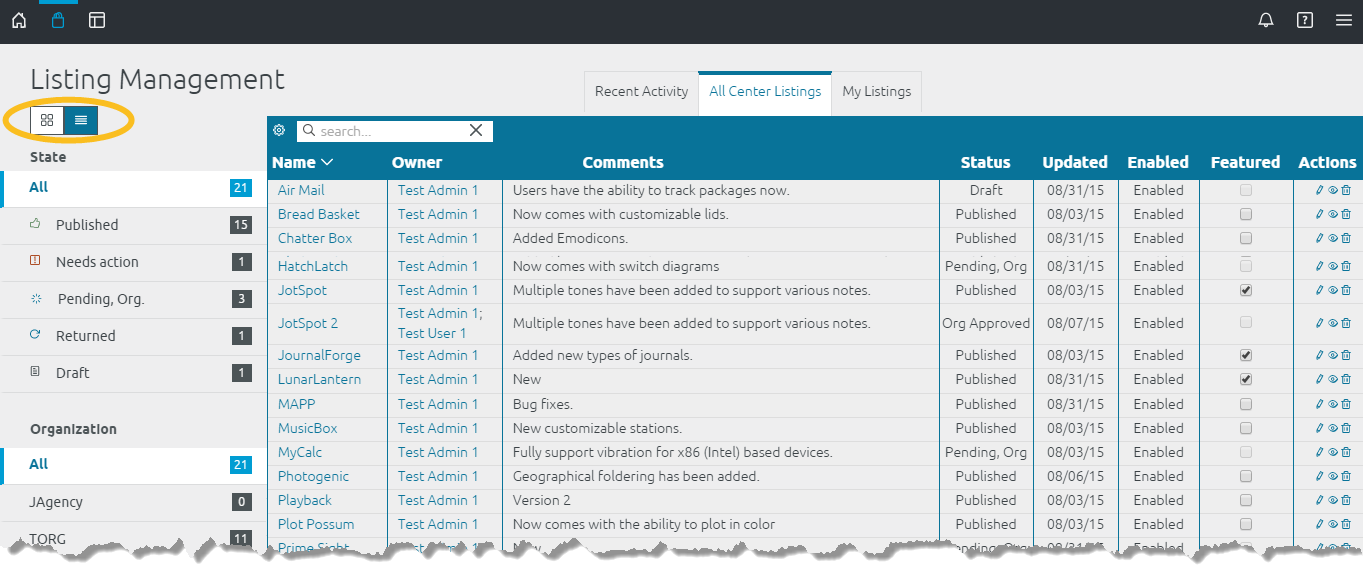 Listing Management
Recent Activity All Center Listings My Listings
search...
State
All 21
Published 15
Needs action 1
Pending, Org. 3
Returned 1
Draft 1
Organization
All 21
JAgency 0
TORG 11
Name Owner Comments Status Updated Enabled Featured Actions
Air Mail Test Admin 1 Users have the ability to track packages now. Draft 08/31/15 Enabled
Bread Basket Test Admin 1 Now comes with customizable lids. Published 08/03/15 Enabled
Chatter Box Test Admin 1 Added Emodicons. Published 08/31/15 Enabled
HatchLatch Test Admin 1 Now comes with switch diagrams Pending, Org 08/31/15 Enabled
JotSpot Test Admin 1 Multiple tones have been added to support various notes. Published 08/03/15 Enabled
JotSpot 2 Test Admin 1; Test User 1 Multiple tones have been added to support various notes. Org Approved 08/07/15 Enabled
JournalForge Test Admin 1 Added new types of journals. Published 08/03/15 Enabled
LunarLantern Test Admin 1 New Published 08/31/15 Enabled
MAPP Test Admin 1 Bug fixes. Published 08/31/15 Enabled
MusicBox Test Admin 1 New customizable stations. Published 08/03/15 Enabled
MyCalc Test Admin 1 Fully support vibration for x86 (Intel) based devices. Pending, Org 08/03/15 Enabled
Photogenic Test Admin 1 Geographical foldering has been added. Published 08/06/15 Enabled
Playback Test Admin 1 Version 2 Published 08/03/15 Enabled
Plot Possum Test Admin 1 Now comes with the ability to plot in color Published 08/03/15 Enabled
Prime Sight Test Admin 1 New Pending, Org 08/31/15 Enabled